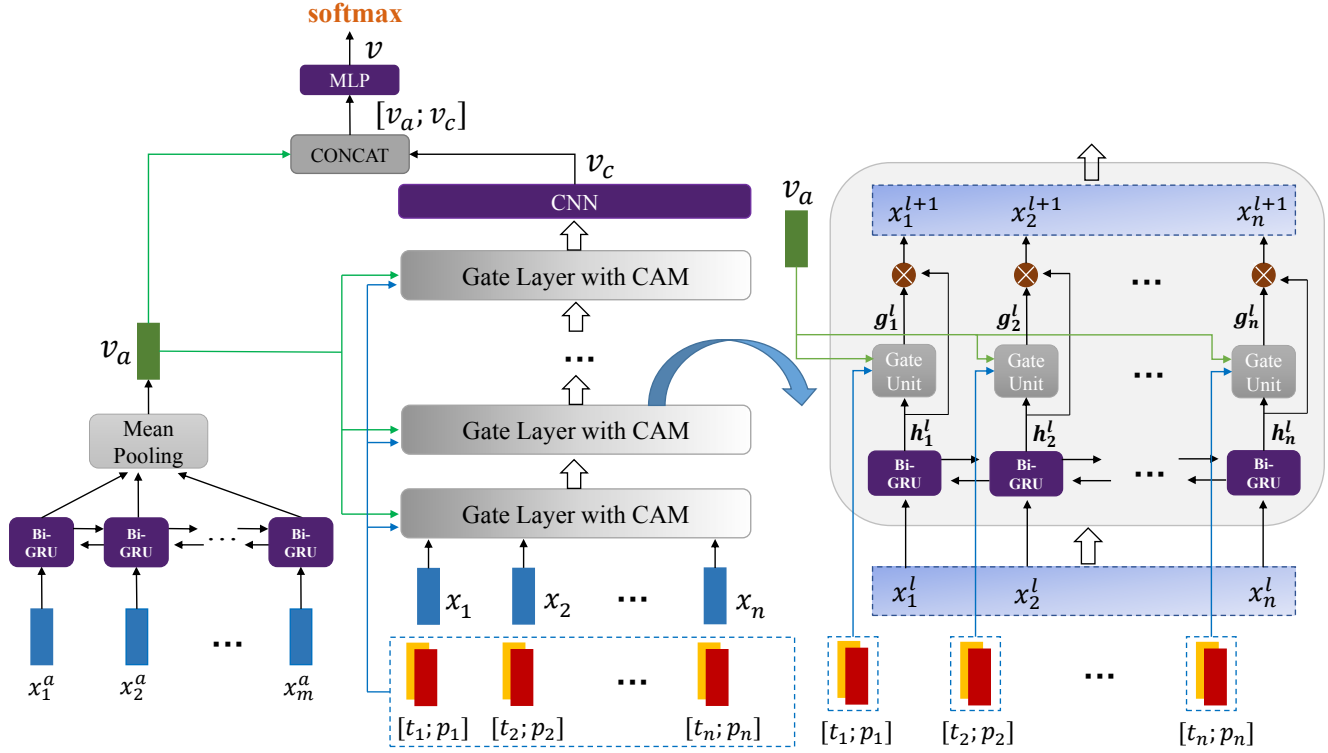 softmax
v
MLP
[v_a; v_c]
CONCAT
v_c
CNN
Gate Layer with CAM
...
Gate Layer with CAM
Gate Layer with CAM
v_a
Mean
Pooling
Bi-
GRU
Bi-
GRU
...
Bi-
GRU
...
x_1^a
x_2^a
x_m^a
x_1
x_2
...
x_n
...
[t_1; p_1]
[t_2; p_2]
[t_n; p_n]
v_a
x_1^{l+1}
x_2^{l+1}
x_n^{l+1}
...
g_1^l
g_2^l
g_n^l
Gate
Unit
Gate
Unit
...
Gate
Unit
h_1^l
h_2^l
h_n^l
Bi-
GRU
Bi-
GRU
...
Bi-
GRU
x_1^l
x_2^l
x_n^l
...
[t_1; p_1]
[t_2; p_2]
[t_n; p_n]